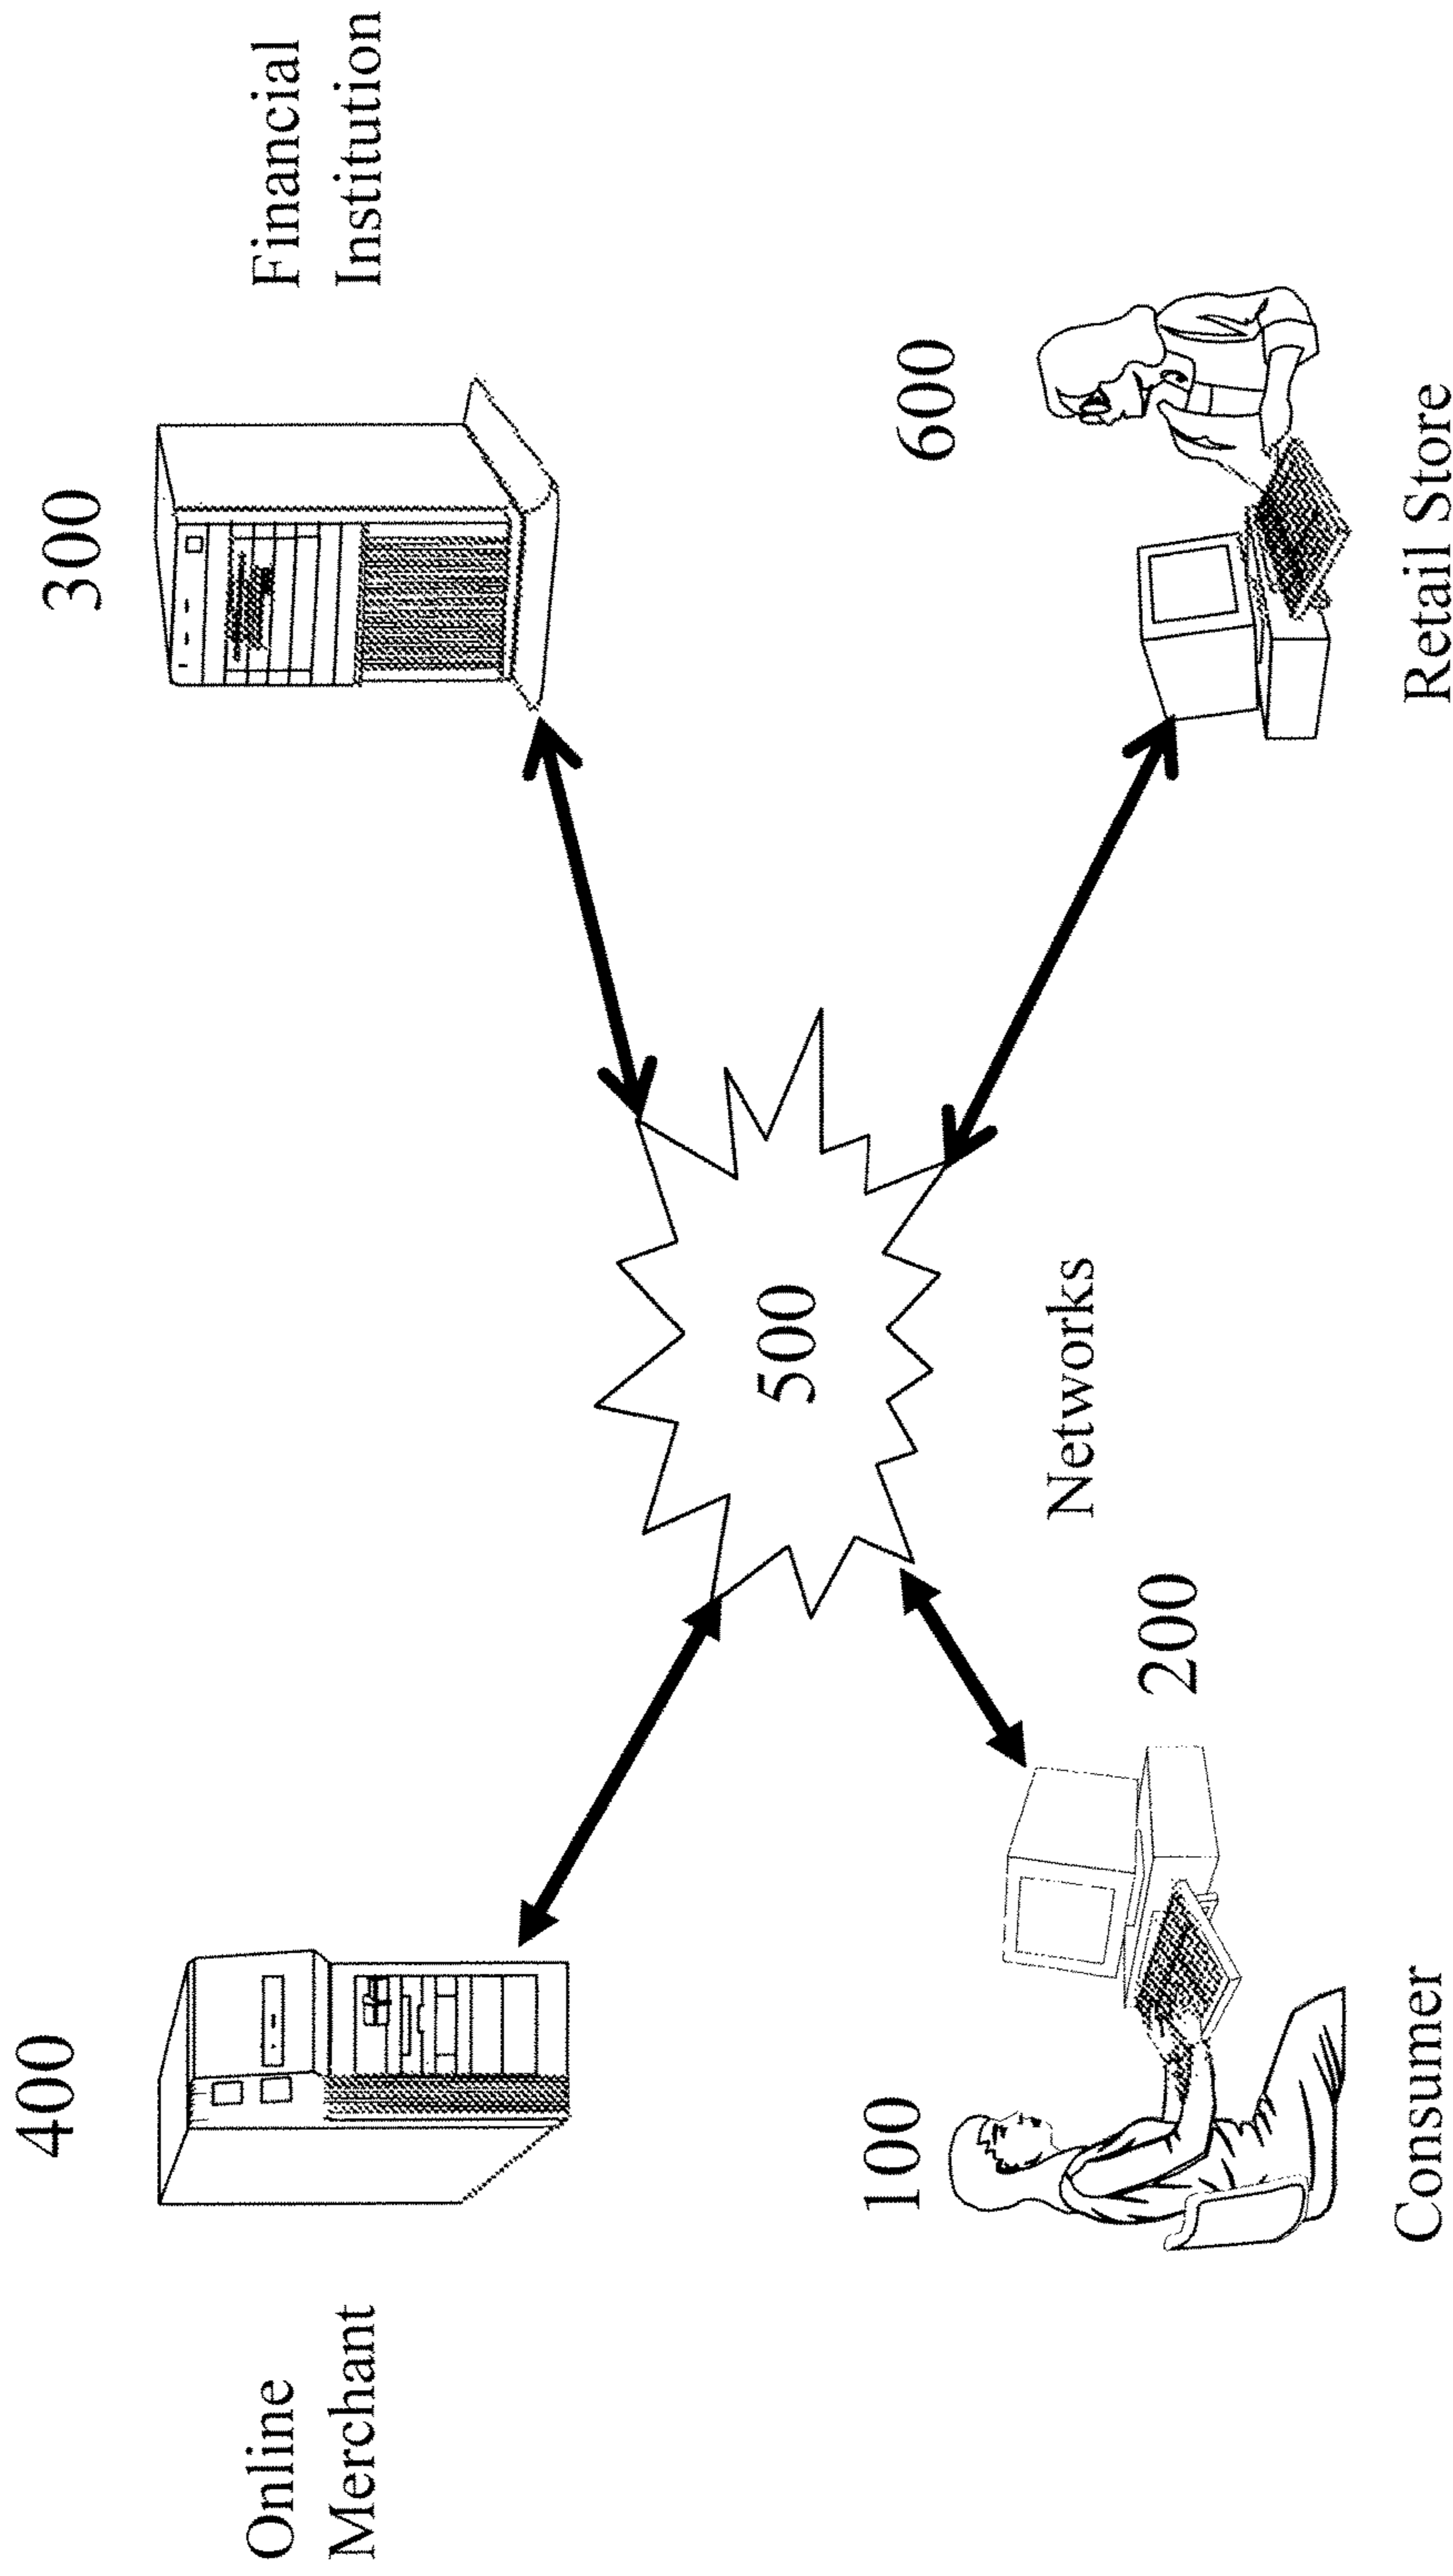 400
300
Online
Merchant
Financial
Institution
500
Networks
100
200
600
Consumer
Retail Store